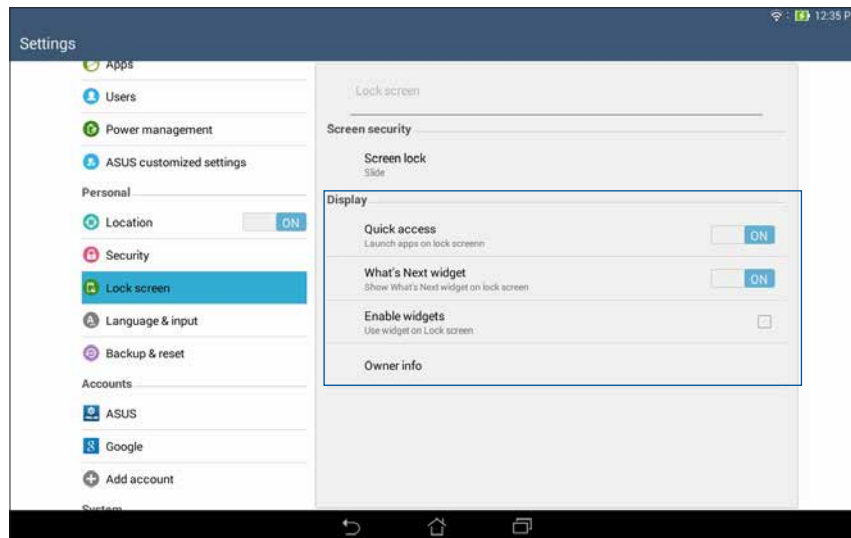 12:35 P
Settings
Apps
Users
Power management
ASUS customized settings
Personal
Location ON
Security
Lock screen
Language & input
Backup & reset
Accounts
ASUS
Google
Add account
System
Lock screen
Screen security
Screen lock
Slide
Display
Quick access
Launch apps on lock screenn
ON
What's Next widget
Show What's Next widget on lock screen
ON
Enable widgets
Use widget on Lock screen
Owner info